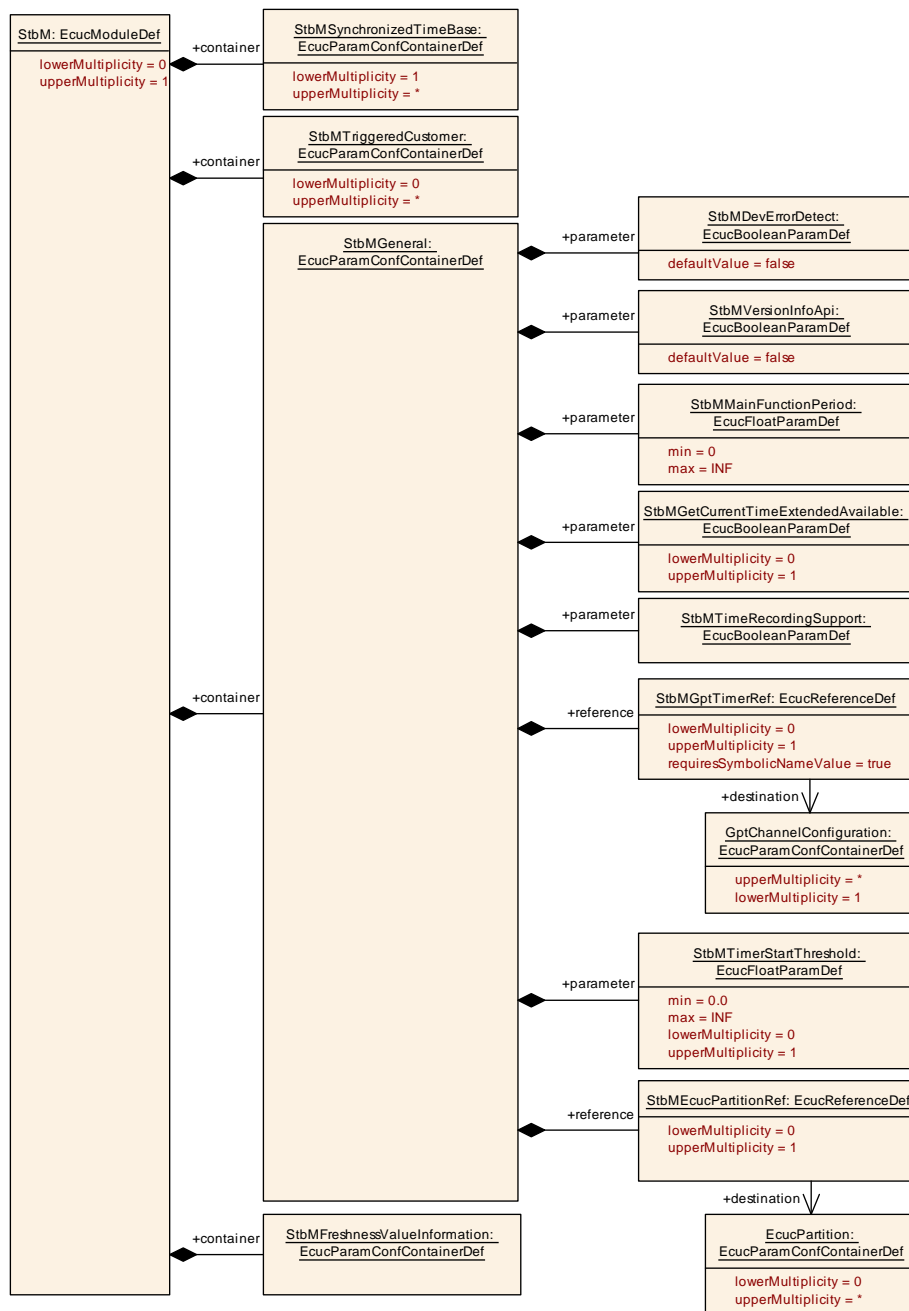 StbM: EcucModuleDef
lowerMultiplicity = 0
upperMultiplicity = 1
+container
StbMSynchronizedTimeBase:
EcucParamConfContainerDef
lowerMultiplicity = 1
upperMultiplicity = *
+container
StbMTriggeredCustomer:
EcucParamConfContainerDef
lowerMultiplicity = 0
upperMultiplicity = *
+container
StbMGeneral:
EcucParamConfContainerDef
+parameter
StbMDevErrorDetect:
EcucBooleanParamDef
defaultValue = false
+parameter
StbMVersionInfoApi:
EcucBooleanParamDef
defaultValue = false
+parameter
StbMMainFunctionPeriod:
EcucFloatParamDef
min = 0
max = INF
+parameter
StbMGetCurrentTimeExtendedAvailable:
EcucBooleanParamDef
lowerMultiplicity = 0
upperMultiplicity = 1
+parameter
StbMTimeRecordingSupport:
EcucBooleanParamDef
+reference
StbMGptTimerRef: EcucReferenceDef
lowerMultiplicity = 0
upperMultiplicity = 1
requiresSymbolicNameValue = true
+destination
GptChannelConfiguration:
EcucParamConfContainerDef
upperMultiplicity = *
lowerMultiplicity = 1
+parameter
StbMTimerStartThreshold:
EcucFloatParamDef
min = 0.0
max = INF
lowerMultiplicity = 0
upperMultiplicity = 1
+reference
StbMEcucPartitionRef: EcucReferenceDef
lowerMultiplicity = 0
upperMultiplicity = 1
+destination
EcucPartition:
EcucParamConfContainerDef
lowerMultiplicity = 0
upperMultiplicity = *
+container
StbMFreshnessValueInformation:
EcucParamConfContainerDef